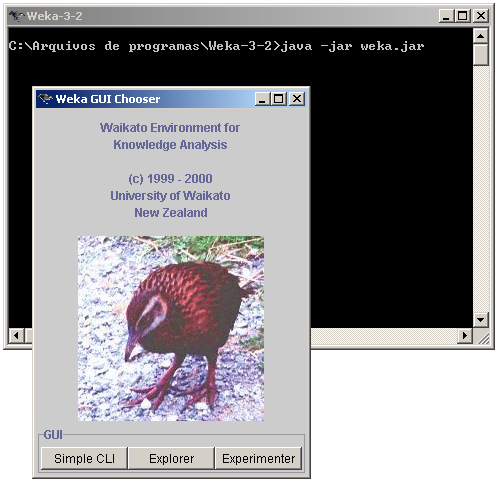 Weka-3-2
C:\Arquivos de programas\Weka-3-2>java -jar weka.jar
Weka GUI Chooser
Waikato Environment for
Knowledge Analysis
(c) 1999 - 2000
University of Waikato
New Zealand
GUI
Simple CLI Explorer Experimenter